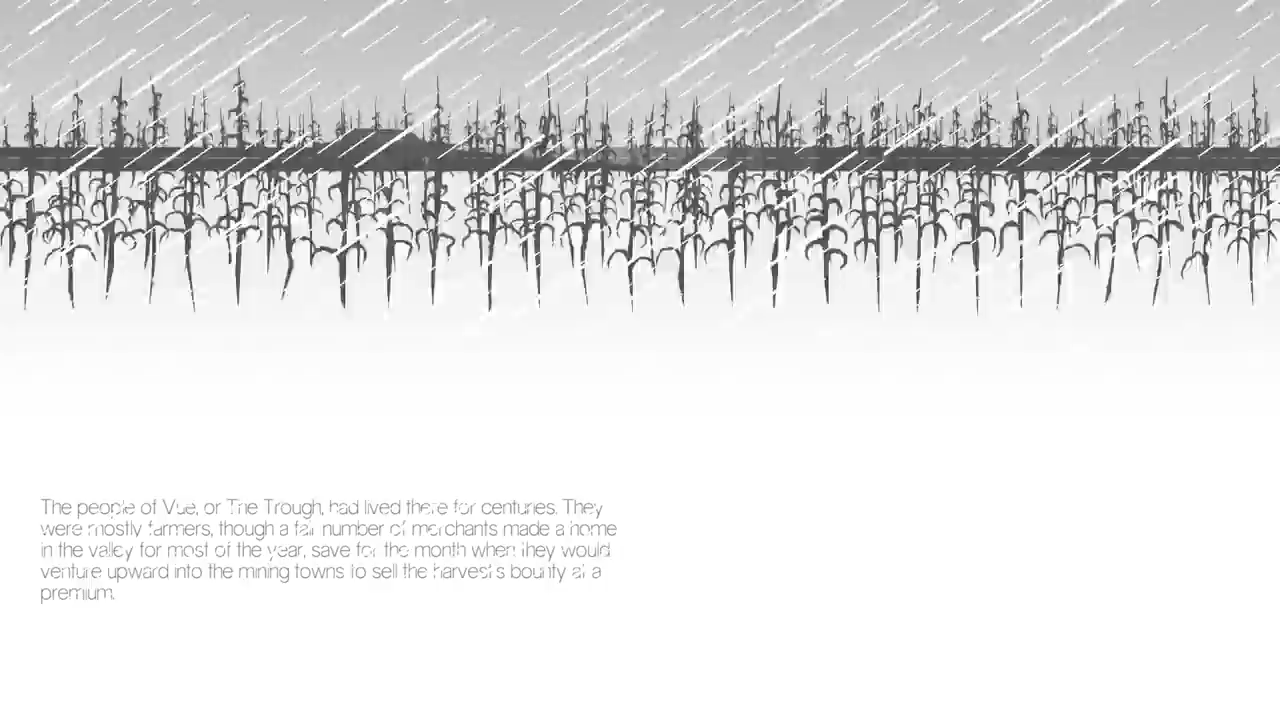 The people of Vue, or The Trough, had lived there for centuries. They
were mostly farmers, though a fair number of merchants made a home
in the valley for most of the year, save for the month when they would
venture upward into the mining towns to sell the harvest's bounty at a
premium.